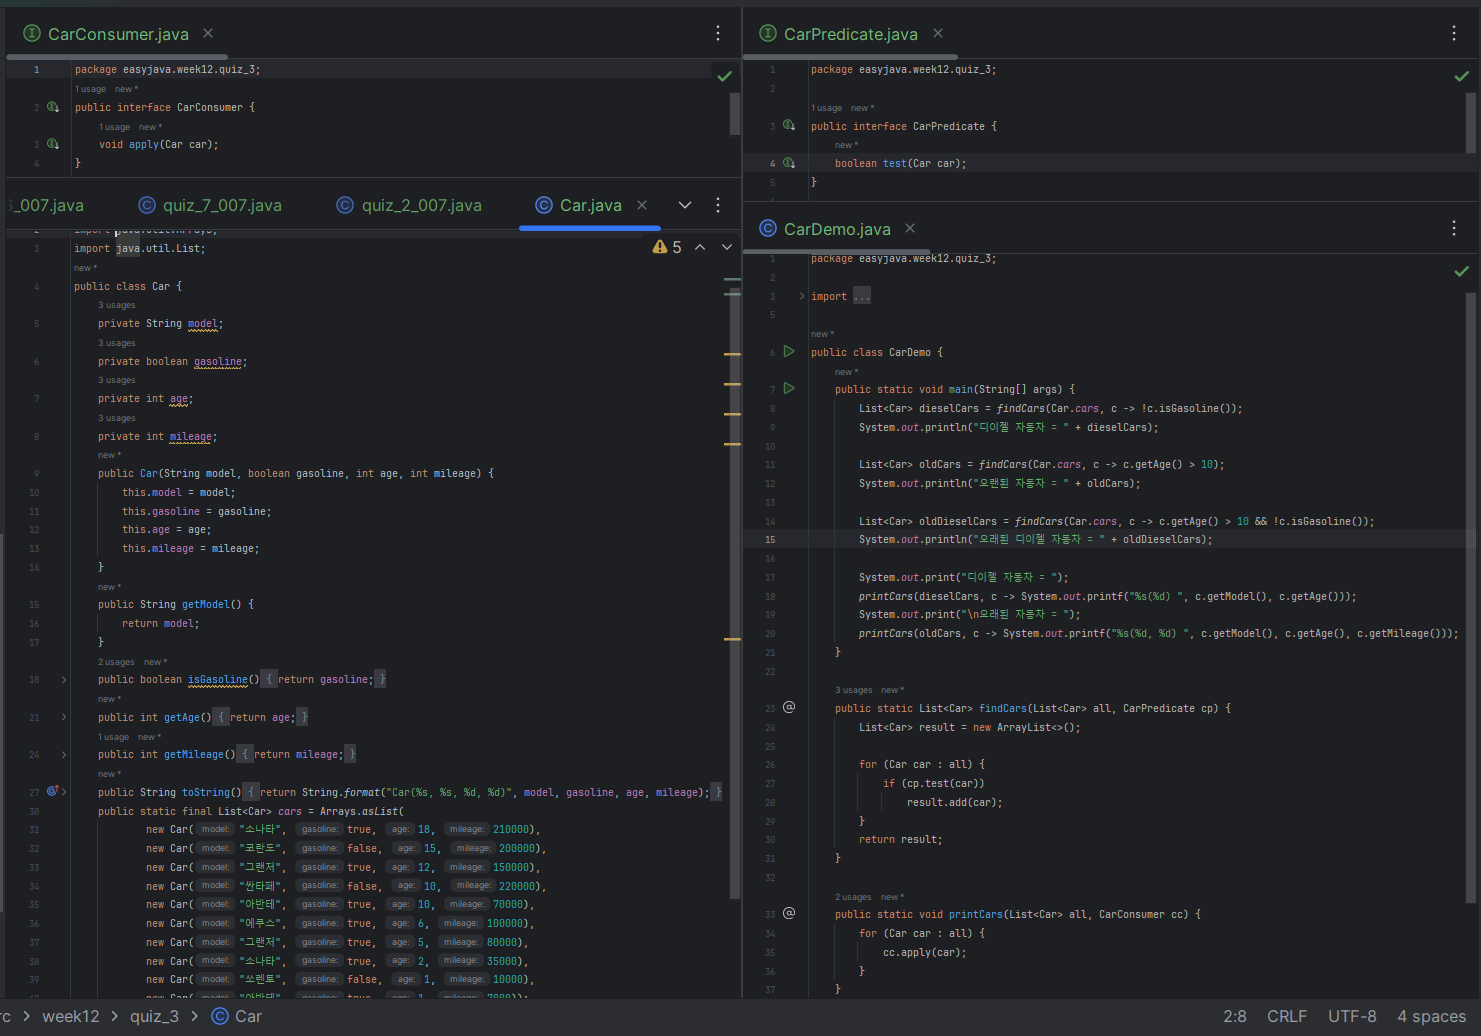 CarConsumer.java
1 package easyjava.week12.quiz_3;
1 usage new *
2 public interface CarConsumer {
1 usage new *
3 void apply(Car car);
4 }
_007.java quiz_7_007.java quiz_2_007.java Car.java
3 import java.util.List;
5
new *
4 public class Car {
3 usages
5 private String model;
3 usages
6 private boolean gasoline;
3 usages
7 private int age;
3 usages
8 private int mileage;
new *
9 public Car(String model, boolean gasoline, int age, int mileage) {
10 this.model = model;
11 this.gasoline = gasoline;
12 this.age = age;
13 this.mileage = mileage;
14 }
new *
15 public String getModel() {
16 return model;
17 }
2 usages new *
18 public boolean isGasoline() { return gasoline; }
new *
21 public int getAge() { return age; }
1 usage new *
24 public int getMileage() { return mileage; }
new *
27 public String toString() { return String.format("Car(%s, %s, %d, %d)", model, gasoline, age, mileage); }
30 public static final List<Car> cars = Arrays.asList(
31 new Car( model: "소나타", gasoline: true, age: 18, mileage: 210000),
32 new Car( model: "코란도", gasoline: false, age: 15, mileage: 200000),
33 new Car( model: "그랜저", gasoline: true, age: 12, mileage: 150000),
34 new Car( model: "싼타페", gasoline: false, age: 10, mileage: 220000),
35 new Car( model: "아반테", gasoline: true, age: 10, mileage: 70000),
36 new Car( model: "에쿠스", gasoline: true, age: 6, mileage: 100000),
37 new Car( model: "그랜저", gasoline: true, age: 5, mileage: 80000),
38 new Car( model: "소나타", gasoline: true, age: 2, mileage: 35000),
39 new Car( model: "쏘렌토", gasoline: false, age: 1, mileage: 10000),
new Car( model: "아반테", gasoline: true, age: 1, mileage: 7000));
CarPredicate.java
1 package easyjava.week12.quiz_3;
2
1 usage new *
3 public interface CarPredicate {
new *
4 boolean test(Car car);
5 }
CarDemo.java
1 package easyjava.week12.quiz_3;
2
3 import ...
5
new *
6 public class CarDemo {
new *
7 public static void main(String[] args) {
8 List<Car> dieselCars = findCars(Car.cars, c -> !c.isGasoline());
9 System.out.println("디이젤 자동차 = " + dieselCars);
10
11 List<Car> oldCars = findCars(Car.cars, c -> c.getAge() > 10);
12 System.out.println("오랜된 자동차 = " + oldCars);
13
14 List<Car> oldDieselCars = findCars(Car.cars, c -> c.getAge() > 10 && !c.isGasoline());
15 System.out.println("오래된 디이젤 자동차 = " + oldDieselCars);
16
17 System.out.print("디이젤 자동차 = ");
18 printCars(dieselCars, c -> System.out.printf("%s(%d) ", c.getModel(), c.getAge()));
19 System.out.print("\n오래된 자동차 = ");
20 printCars(oldCars, c -> System.out.printf("%s(%d, %d) ", c.getModel(), c.getAge(), c.getMileage()));
21 }
22
3 usages new *
23 public static List<Car> findCars(List<Car> all, CarPredicate cp) {
24 List<Car> result = new ArrayList<>();
25
26 for (Car car : all) {
27 if (cp.test(car))
28 result.add(car);
29 }
30 return result;
31 }
32
2 usages new *
33 public static void printCars(List<Car> all, CarConsumer cc) {
34 for (Car car : all) {
35 cc.apply(car);
36 }
37 }
rc > week12 > quiz_3 > Car
2:8 CRLF UTF-8 4 spaces